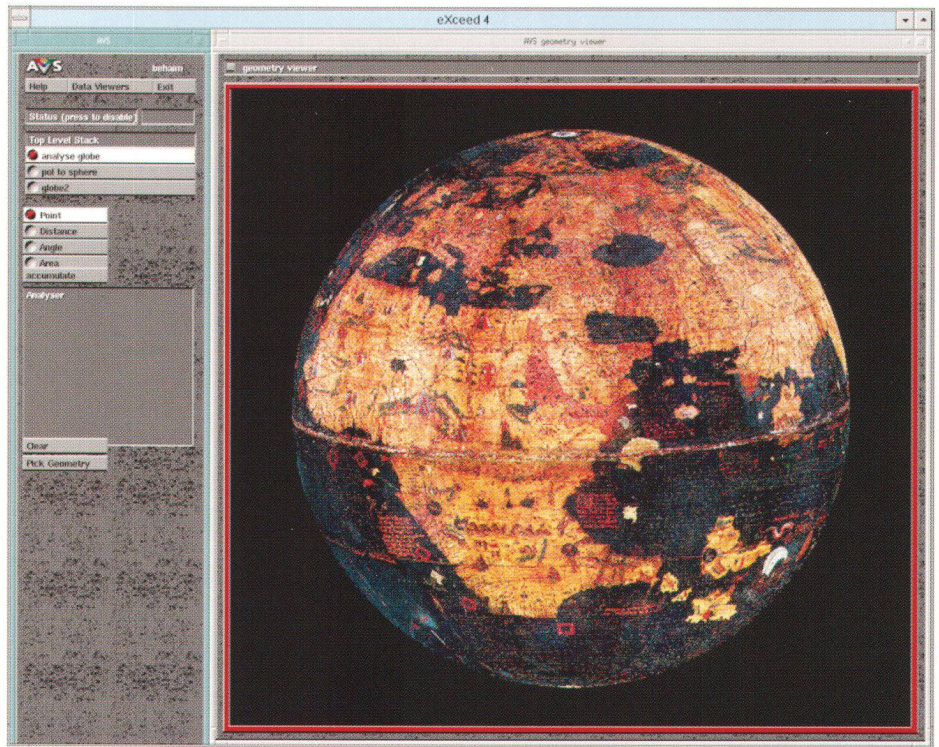 eXceed 4
AVS
AVS geometry viewer
AVS behaim
Help Data Viewers Exit
Status (press to disable)
Top Level Stack
analyse globe
pol to sphere
globe2
Point
Distance
Angle
Area
accumulate
Analyser
Clear
Pick Geometry
geometry viewer